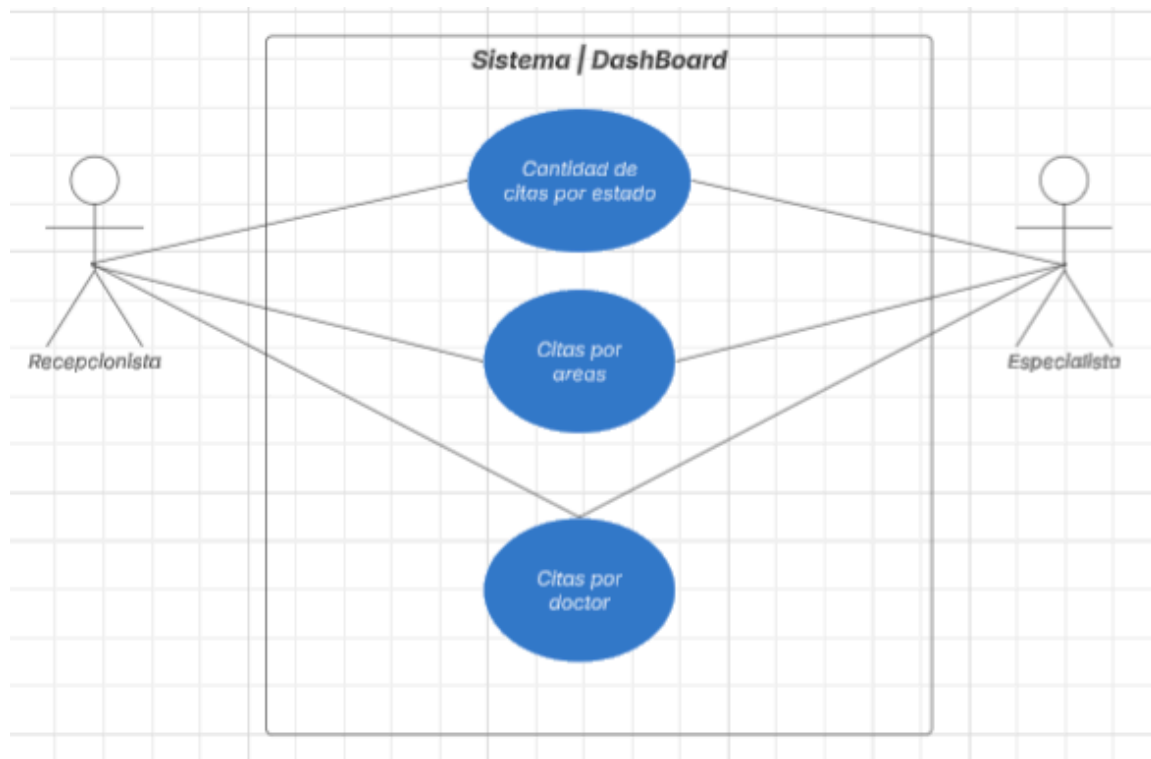 Sistema | DashBoard
Cantidad de
citas por estado
Recepcionista
Especialista
Citas por
areas
Citas por
doctor